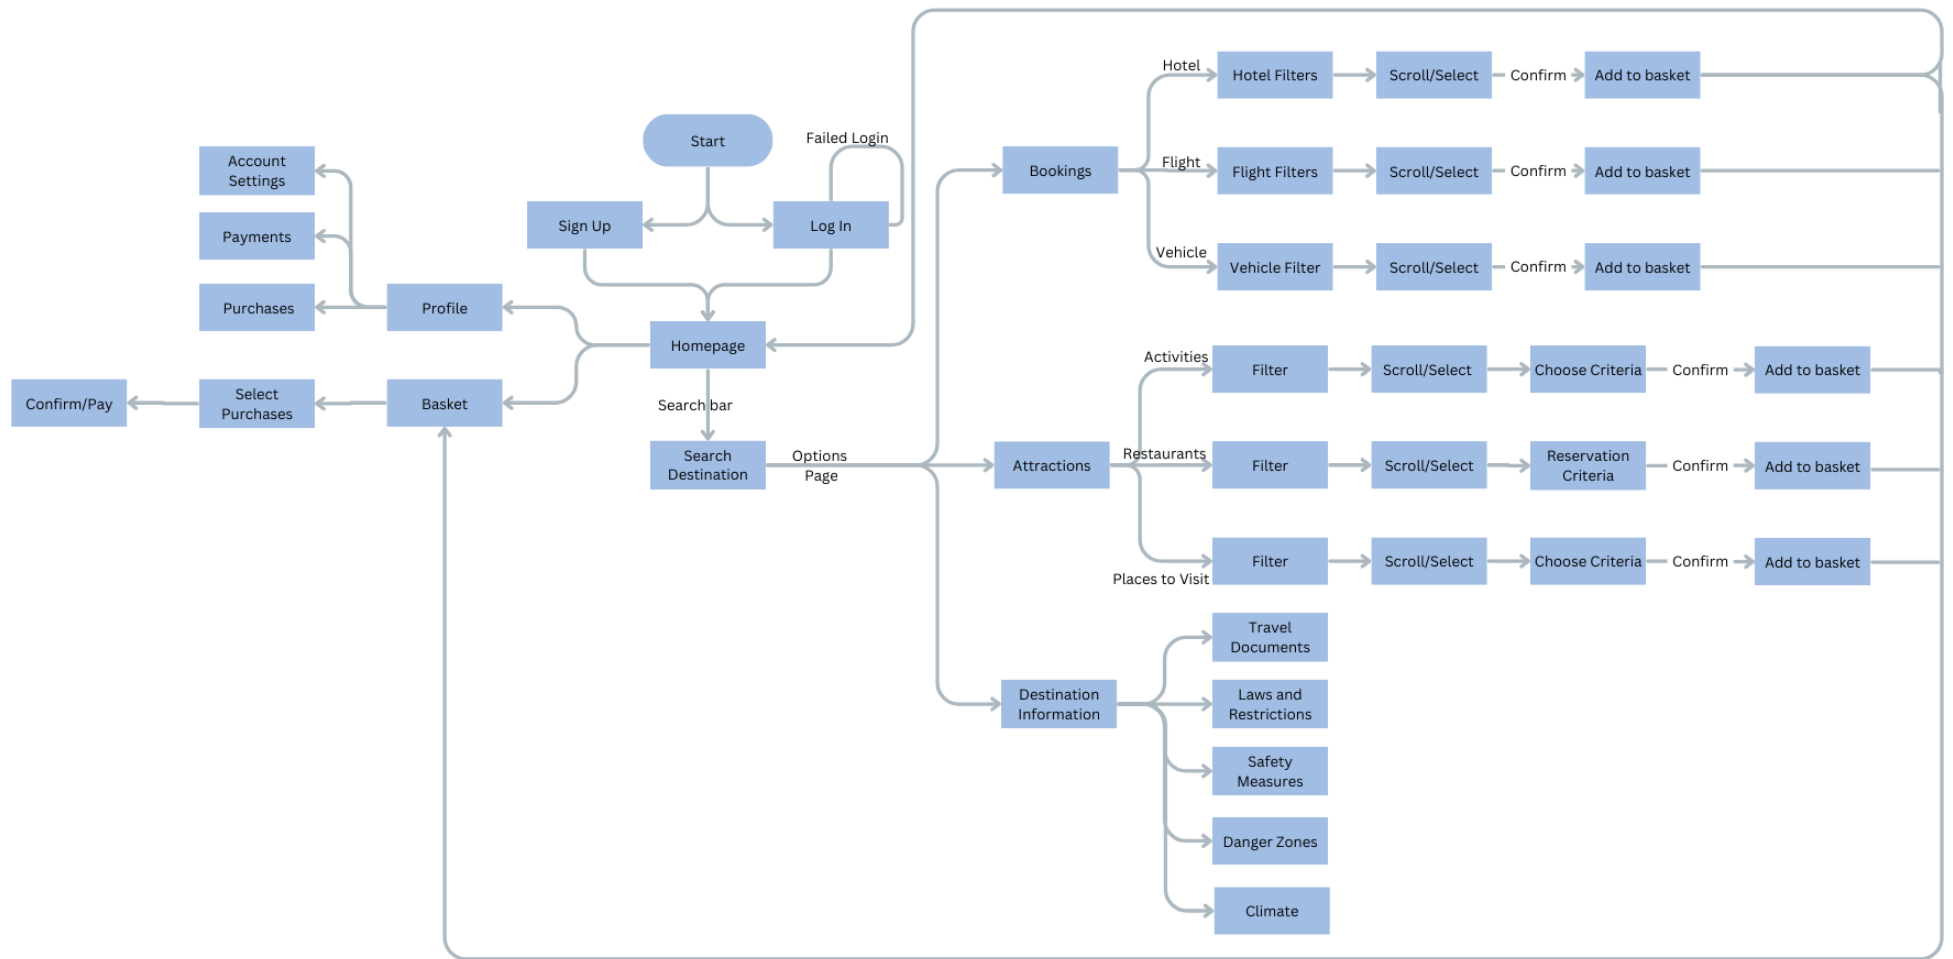 Start
Failed Login
Sign Up
Log In
Account
Settings
Payments
Purchases
Profile
Homepage
Confirm/Pay
Select
Purchases
Basket
Search bar
Search
Destination
Options
Page
Bookings
Hotel
Hotel Filters
Scroll/Select
Confirm
Add to basket
Flight
Flight Filters
Scroll/Select
Confirm
Add to basket
Vehicle
Vehicle Filter
Scroll/Select
Confirm
Add to basket
Attractions
Activities
Filter
Scroll/Select
Choose Criteria
Confirm
Add to basket
Restaurants
Filter
Scroll/Select
Reservation
Criteria
Confirm
Add to basket
Places to Visit
Filter
Scroll/Select
Choose Criteria
Confirm
Add to basket
Destination
Information
Travel
Documents
Laws and
Restrictions
Safety
Measures
Danger Zones
Climate